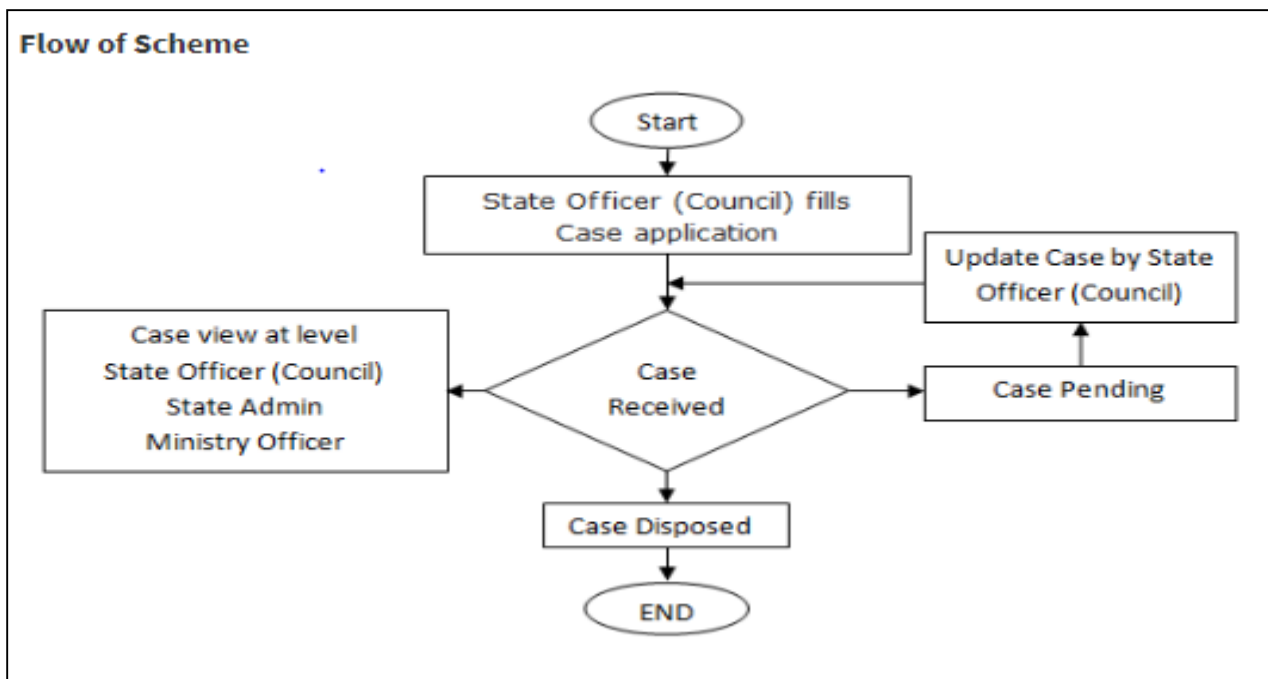 Flow of Scheme
Start
State Officer (Council) fills
Case application
Update Case by State
Officer (Council)
Case view at level
State Officer (Council)
State Admin
Ministry Officer
Case
Received
Case Pending
Case Disposed
END